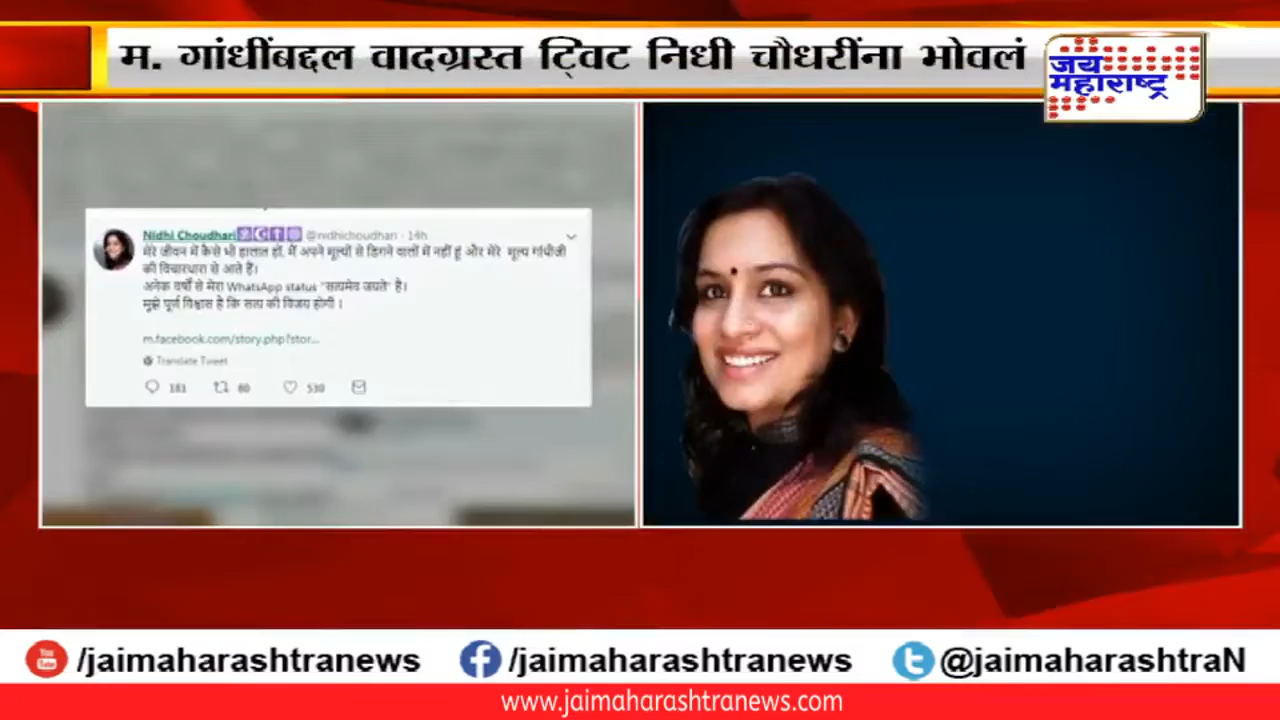 म. गांधींबद्दल वादग्रस्त ट्विट निधी चौधरींना भोवलं
जय
महाराष्ट्र
Nidhi Choudhari @nidhichoudhari · 14h
मेरे जीवन में कैसे भी हालात हों, मैं अपने मूल्यों से डिगने वालों में नहीं हूं और मेरे मूल्य गांधीजी
की विचारधारा से आते हैं।
अनेक वर्षों से मेरा WhatsApp status "सत्यमेव जयते" है।
मुझे पूर्ण विश्वास है कि सत्य की विजय होगी ।
m.facebook.com/story.php?stor...
Translate Tweet
181 80 530
You Tube /jaimaharashtranews /jaimaharashtranews @jaimaharashtraN
www.jaimaharashtranews.com